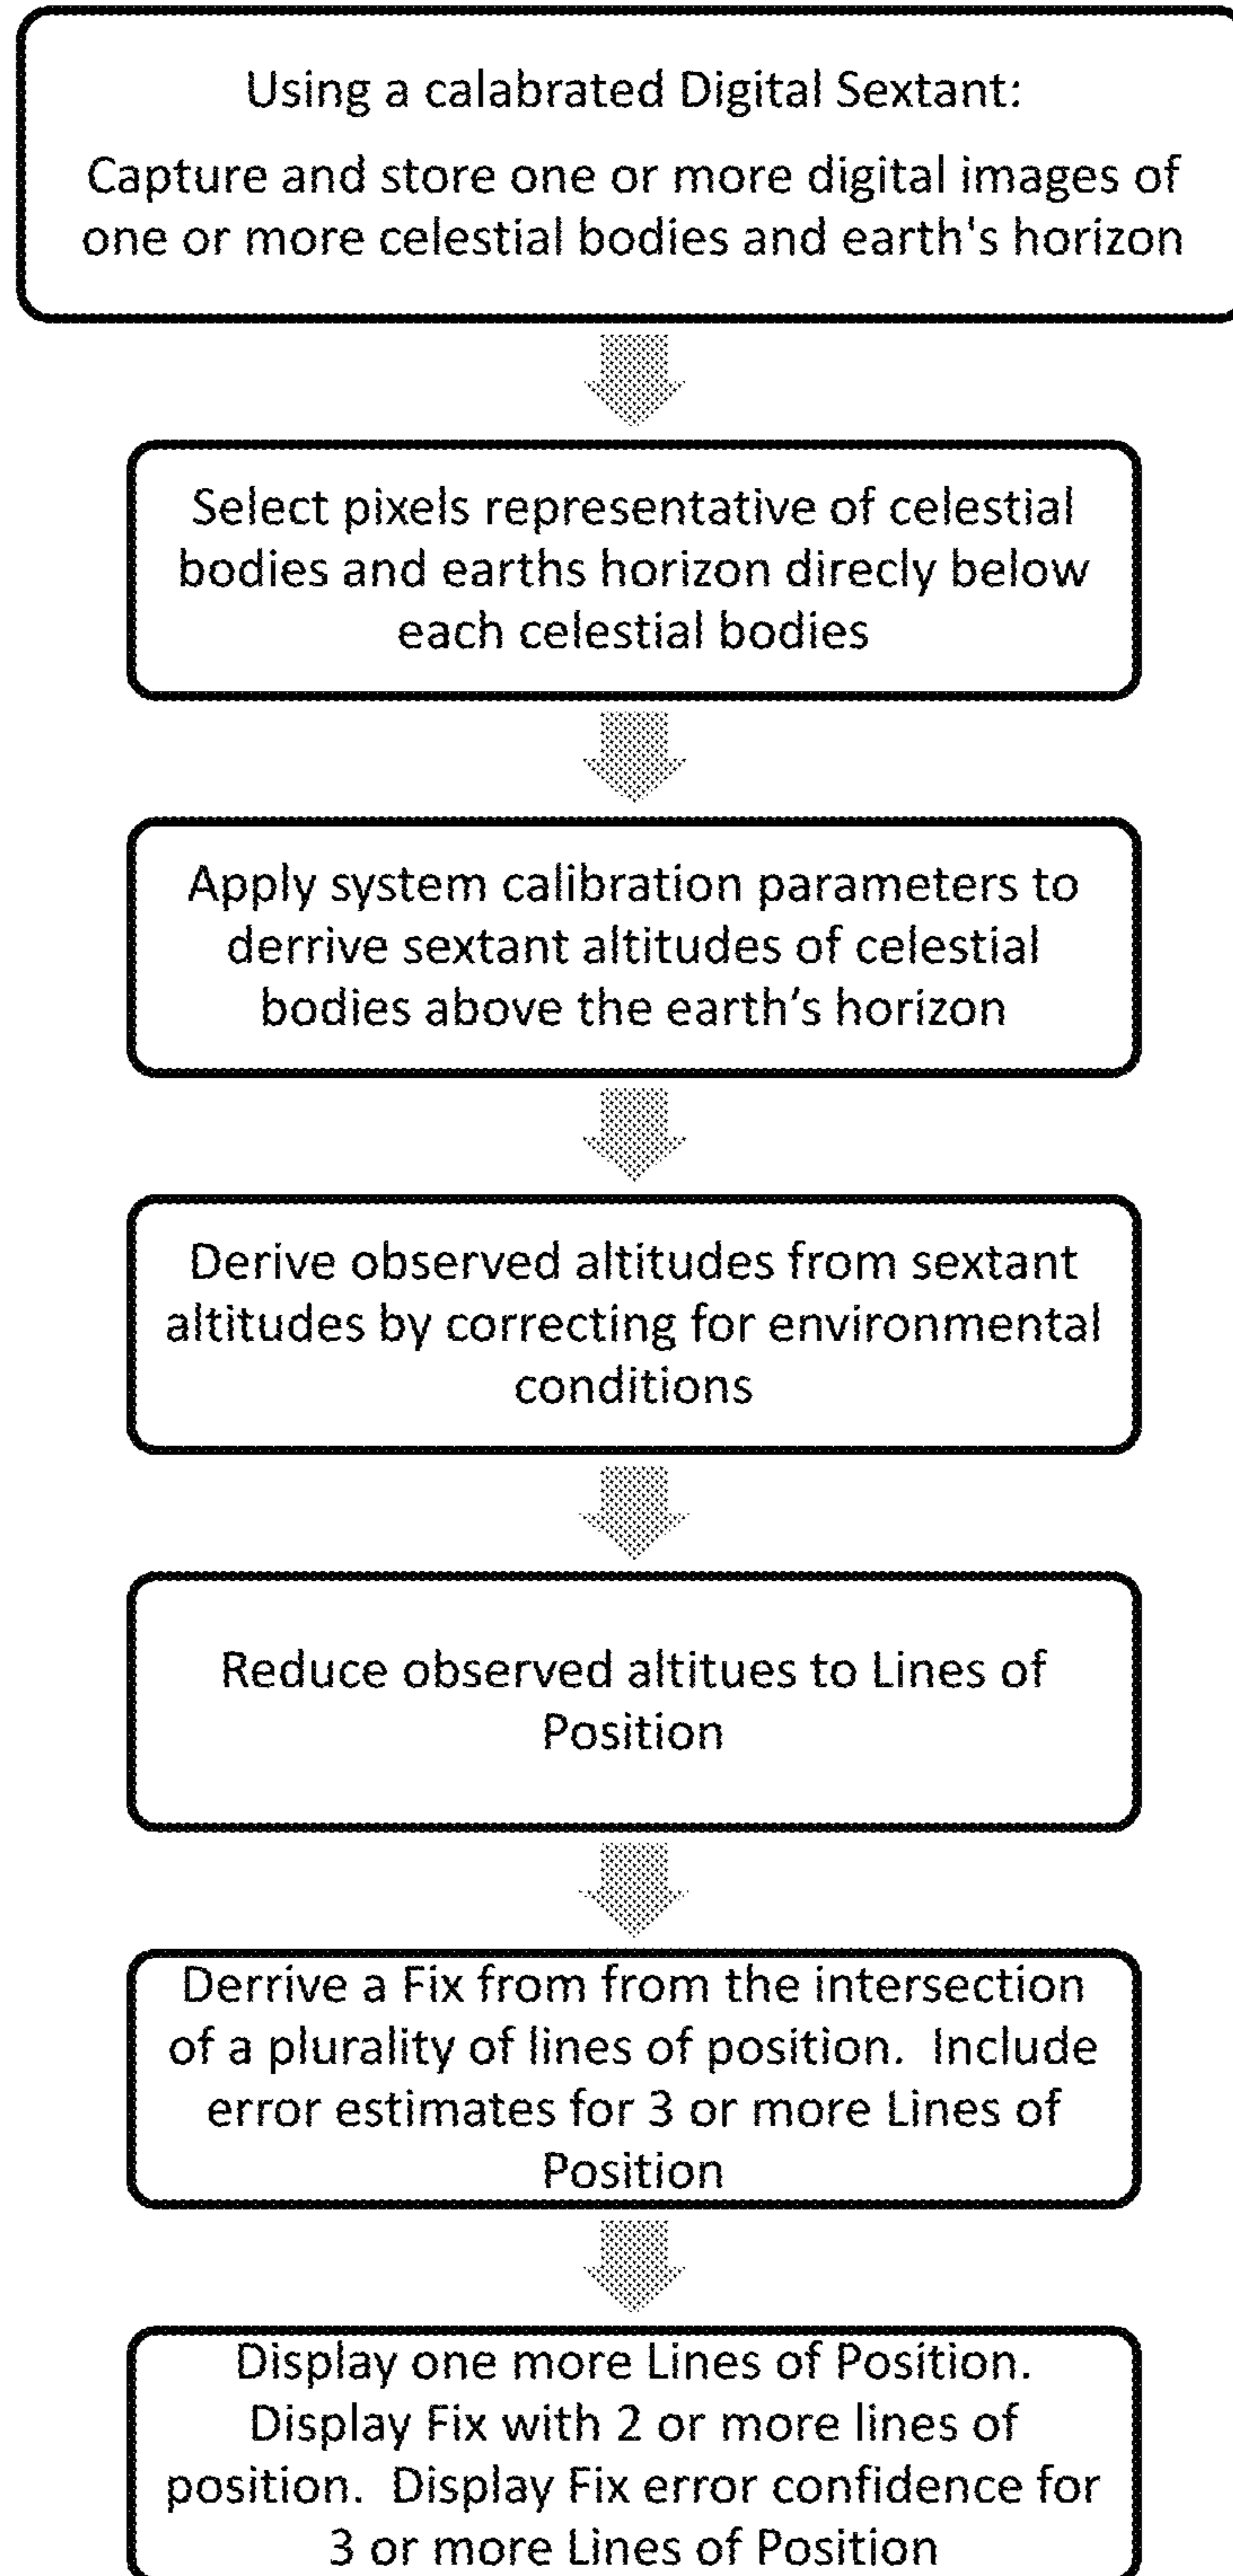 Using a calabrated Digital Sextant:
Capture and store one or more digital images of
one or more celestial bodies and earth's horizon
Select pixels representative of celestial
bodies and earths horizon direcly below
each celestial bodies
Apply system calibration parameters to
derrive sextant altitudes of celestial
bodies above the earth’s horizon
Derive observed altitudes from sextant
altitudes by correcting for environmental
conditions
Reduce observed altitues to Lines of
Position
Derrive a Fix from from the intersection
of a plurality of lines of position.  Include
error estimates for 3 or more Lines of
Position
Display one more Lines of Position.
Display Fix with 2 or more lines of
position.  Display Fix error confidence for
3 or more Lines of Position